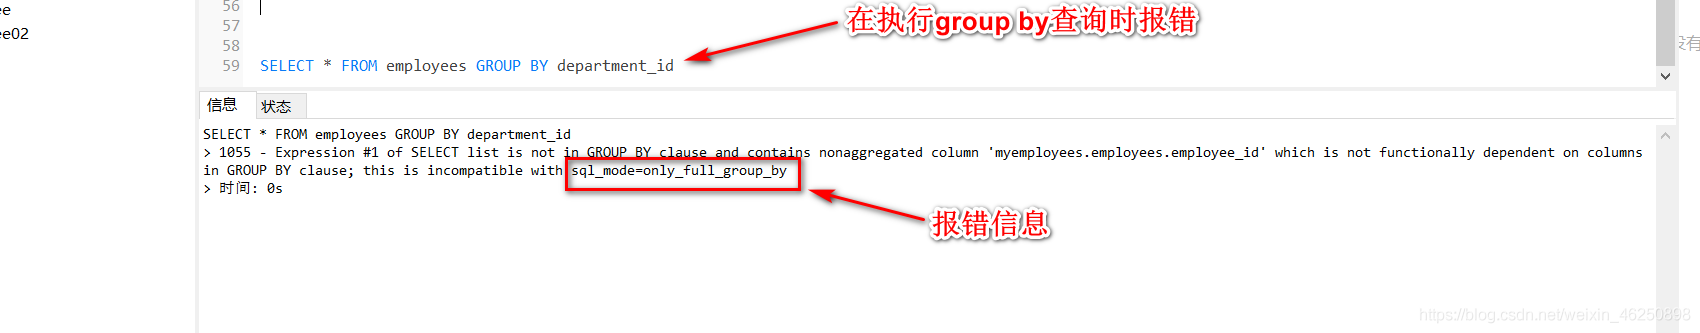 ee
ee02
56
57
58
59 SELECT * FROM employees GROUP BY department_id
在执行group by查询时报错
没有
信息 状态
SELECT * FROM employees GROUP BY department_id
> 1055 - Expression #1 of SELECT list is not in GROUP BY clause and contains nonaggregated column 'myemployees.employees.employee_id' which is not functionally dependent on columns
in GROUP BY clause; this is incompatible with sql_mode=only_full_group_by
> 时间: 0s
报错信息
https://blog.csdn.net/weixin_46250898